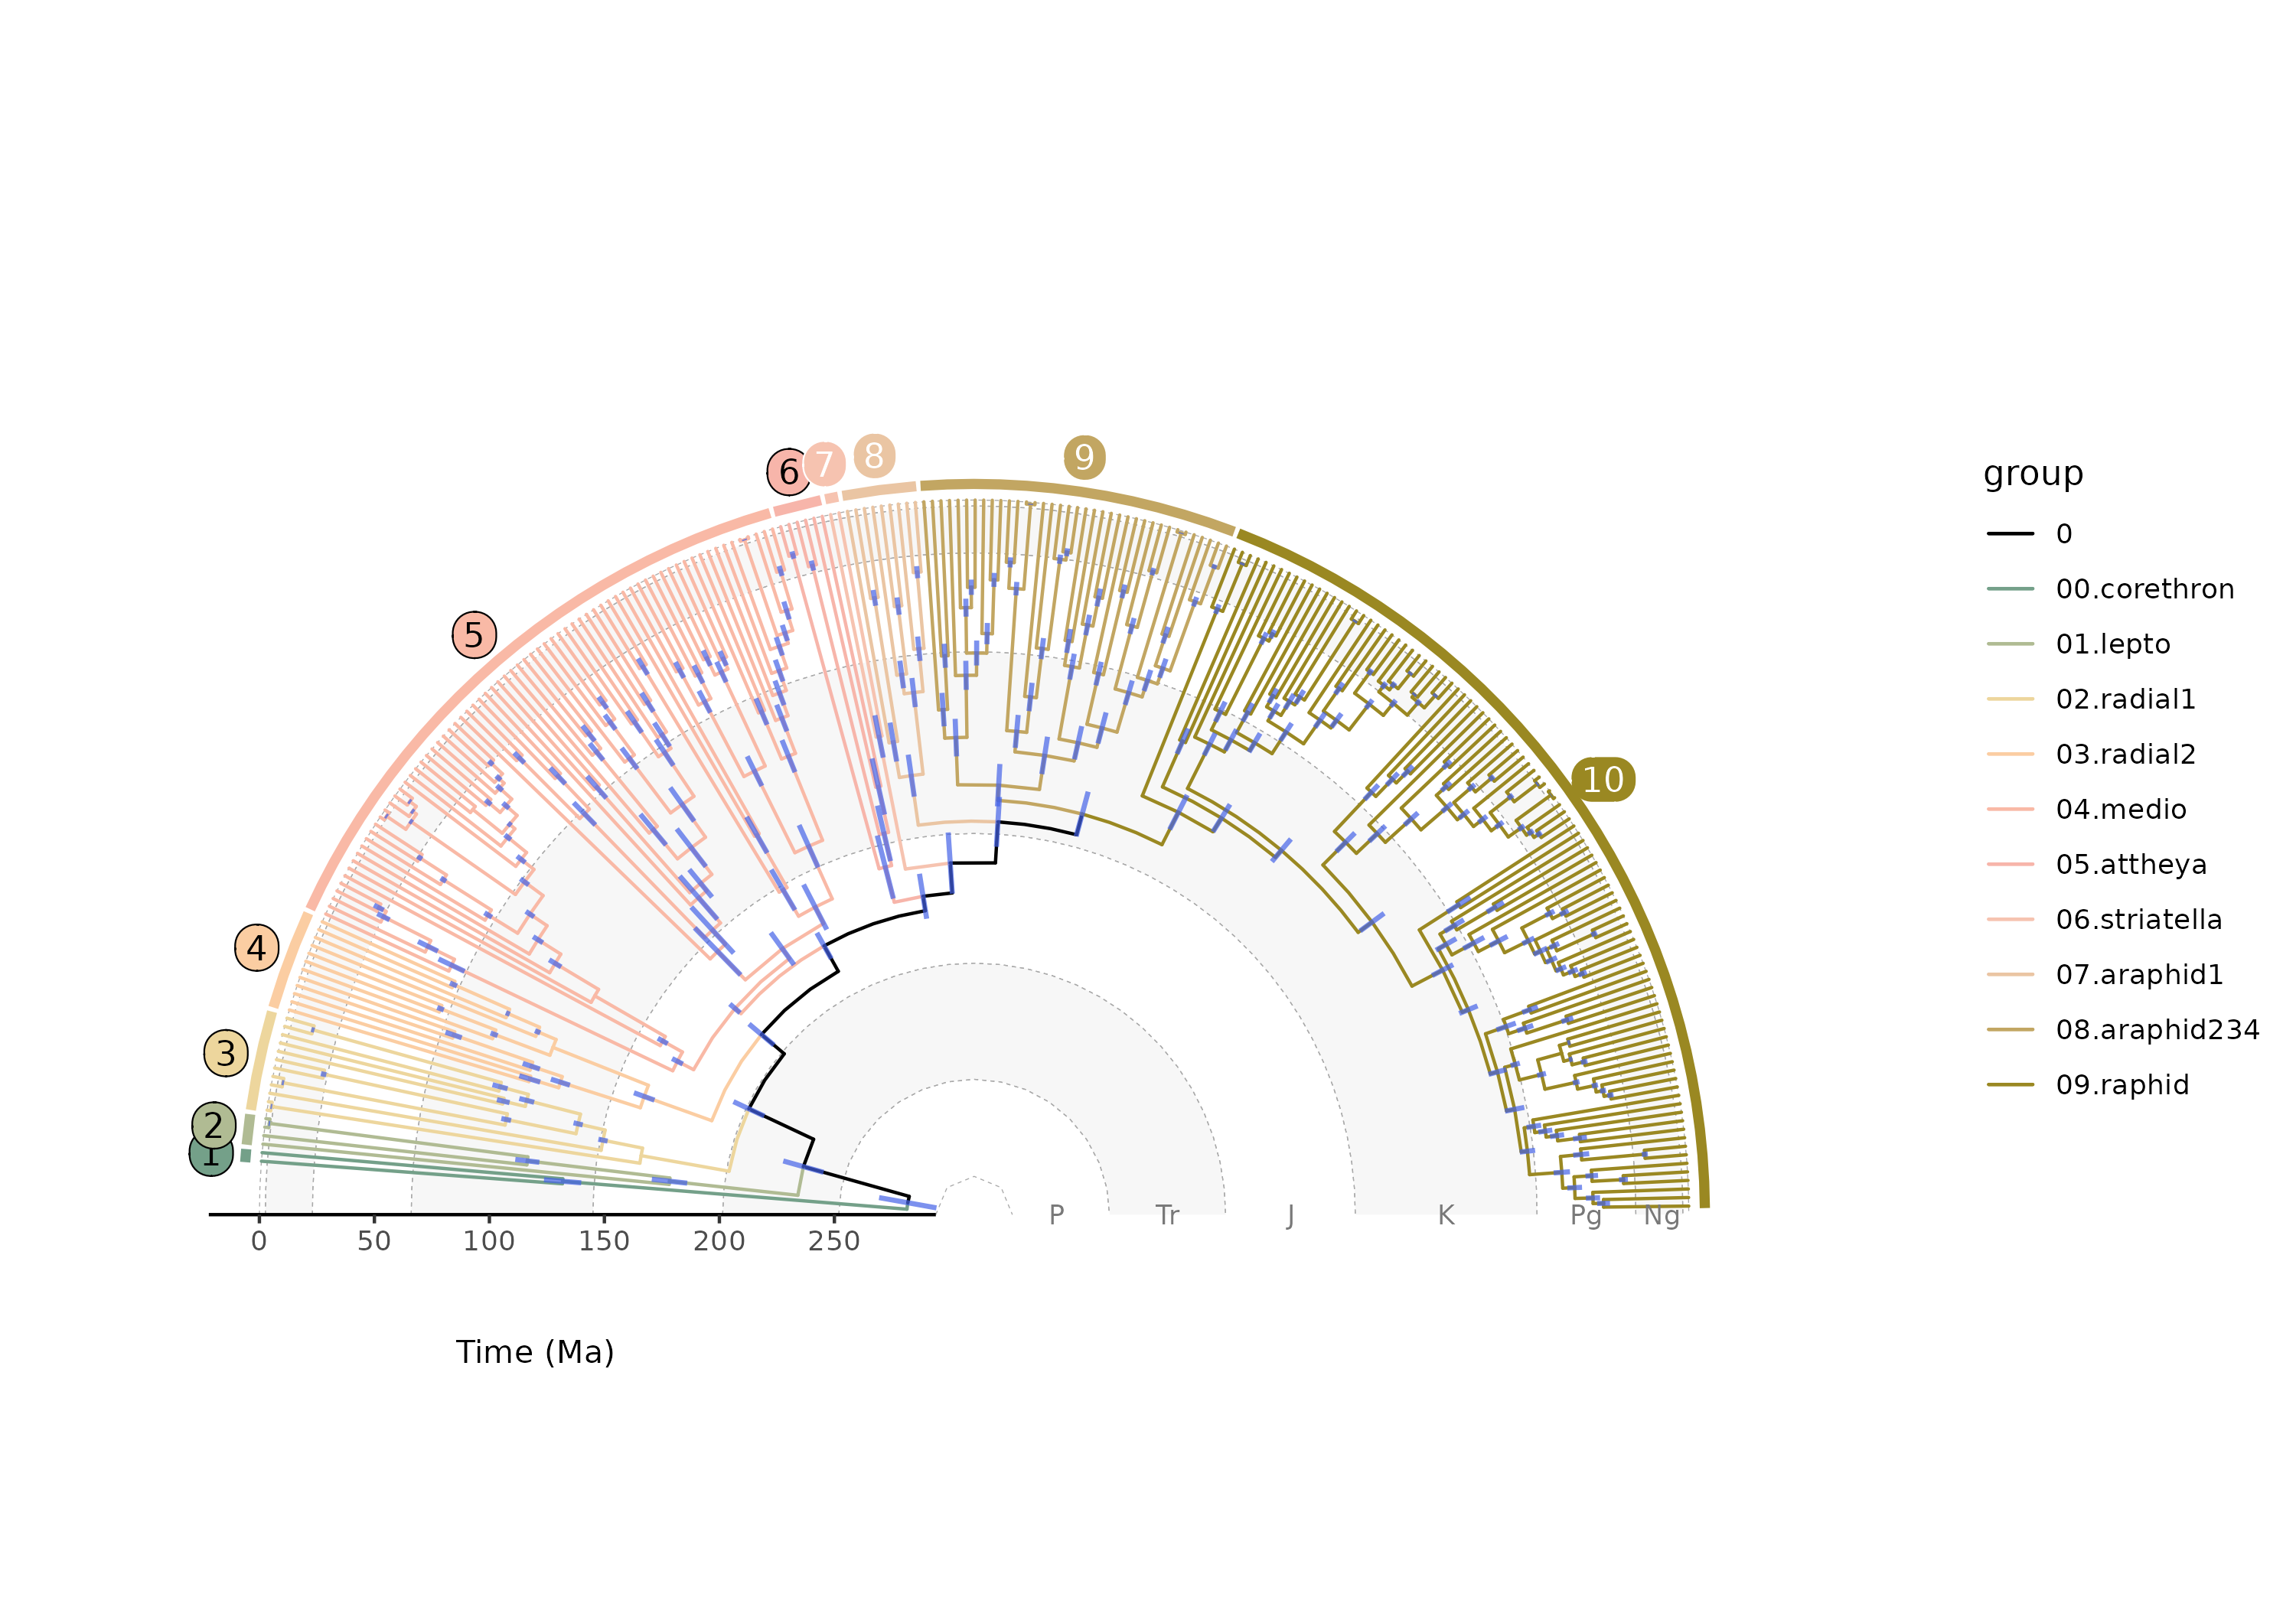 6 7 8 9
5
4
3
2
1
10
P Tr J K Pg Ng
0 50 100 150 200 250
Time (Ma)
group
0
00.corethron
01.lepto
02.radial1
03.radial2
04.medio
05.attheya
06.striatella
07.araphid1
08.araphid234
09.raphid